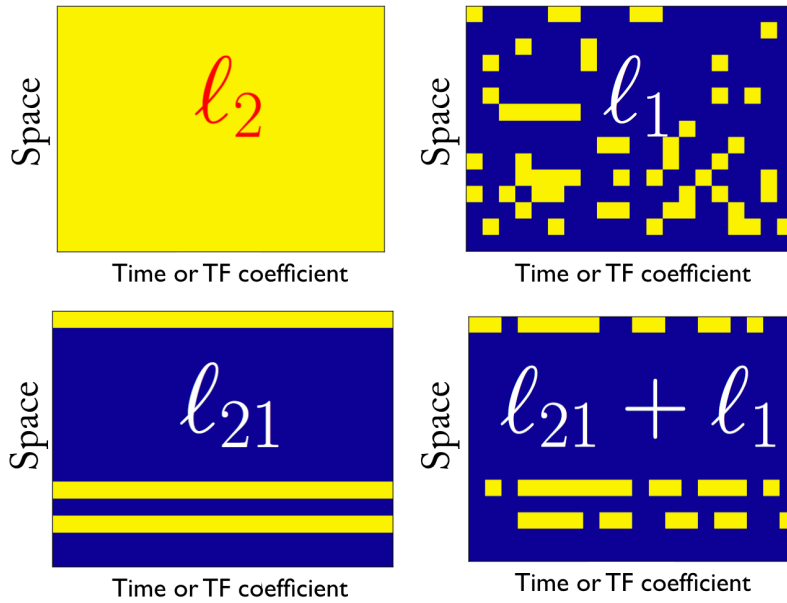 ℓ₂
Space
Time or TF coefficient
ℓ₁
Space
Time or TF coefficient
ℓ₂₁
Space
Time or TF coefficient
ℓ₂₁ + ℓ₁
Space
Time or TF coefficient